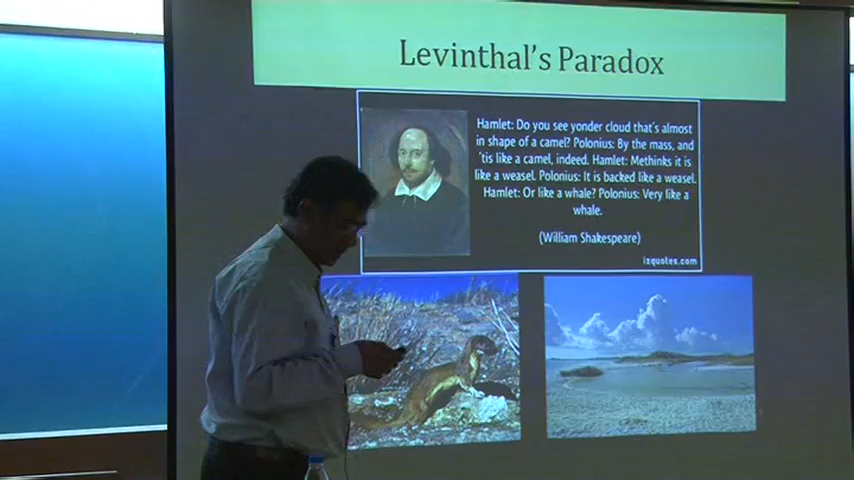 Levinthal's Paradox
Hamlet: Do you see yonder cloud that's almost
in shape of a camel? Polonius: By the mass, and
'tis like a camel, indeed. Hamlet: Methinks it is
like a weasel. Polonius: It is backed like a weasel.
Hamlet: Or like a whale? Polonius: Very like a
whale.
(William Shakespeare)
izquotes.com